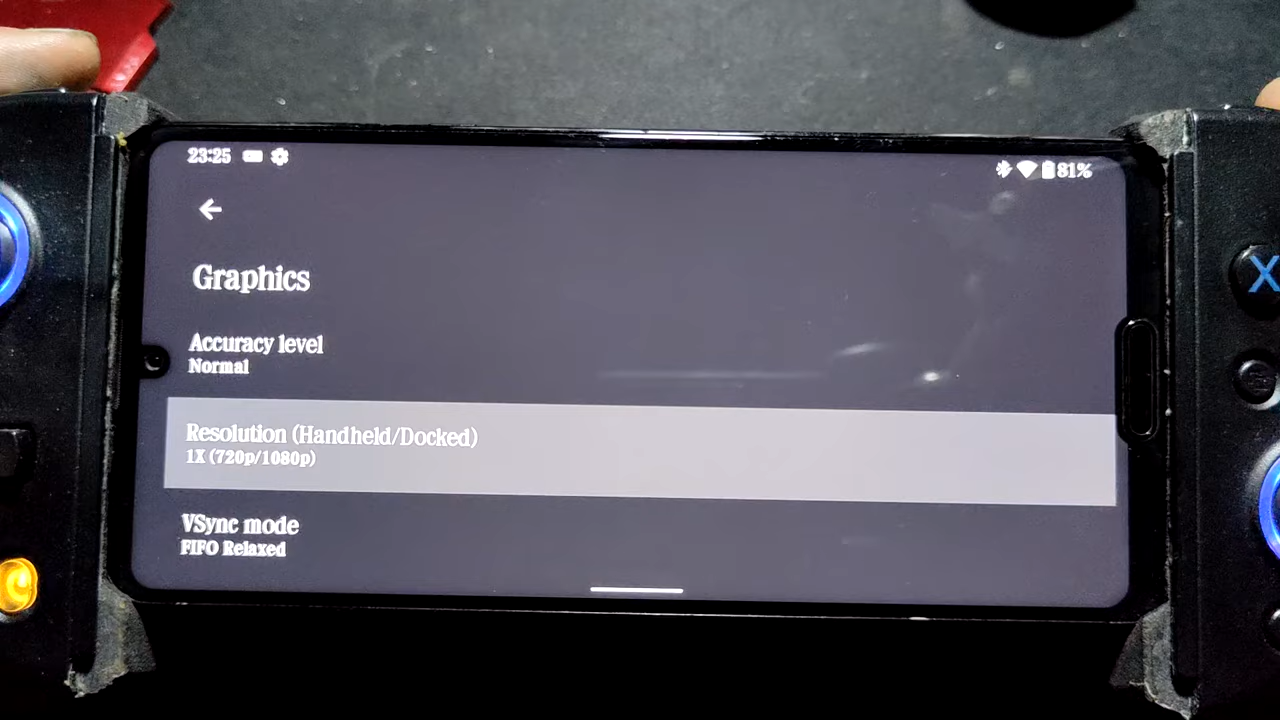 23:25
81%
Graphics
Accuracy level
Normal
Resolution (Handheld/Docked)
1X (720p/1080p)
VSync mode
FIFO Relaxed
X